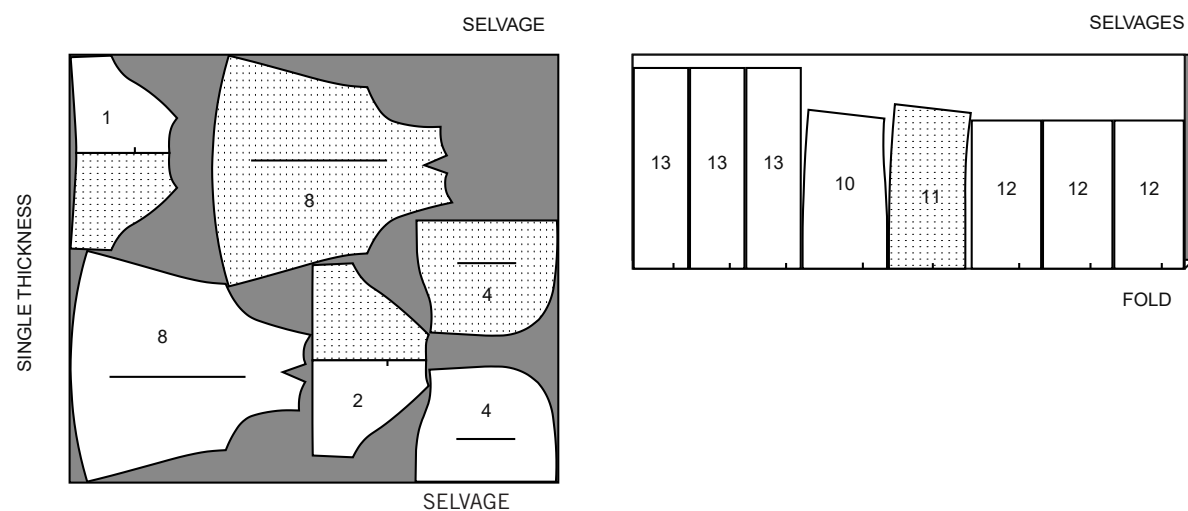 SELVAGE
SELVAGES
1
8
13 13 13 10 11 12 12 12
SINGLE THICKNESS
4
FOLD
8
2
4
SELVAGE